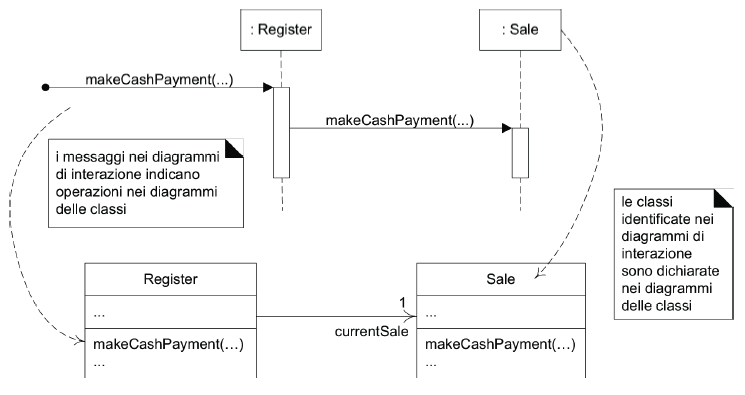 : Register
: Sale
makeCashPayment(...)
makeCashPayment(...)
i messaggi nei diagrammi
di interazione indicano
operazioni nei diagrammi
delle classi
le classi
identificate nei
diagrammi di
interazione
sono dichiarate
nei diagrammi
delle classi
Register
...
makeCashPayment(...)
...
1
currentSale
Sale
...
makeCashPayment(...)
...